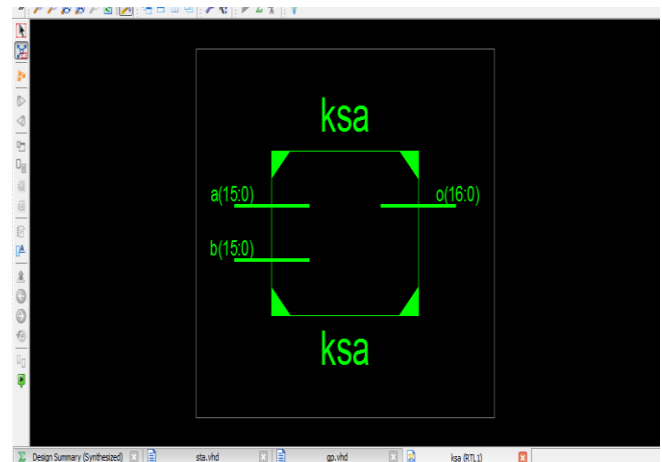 ksa
a(15:0)
o(16:0)
b(15:0)
ksa
Design Summary (Synthesized)
sta.vhd
gp.vhd
ksa (RTL1)